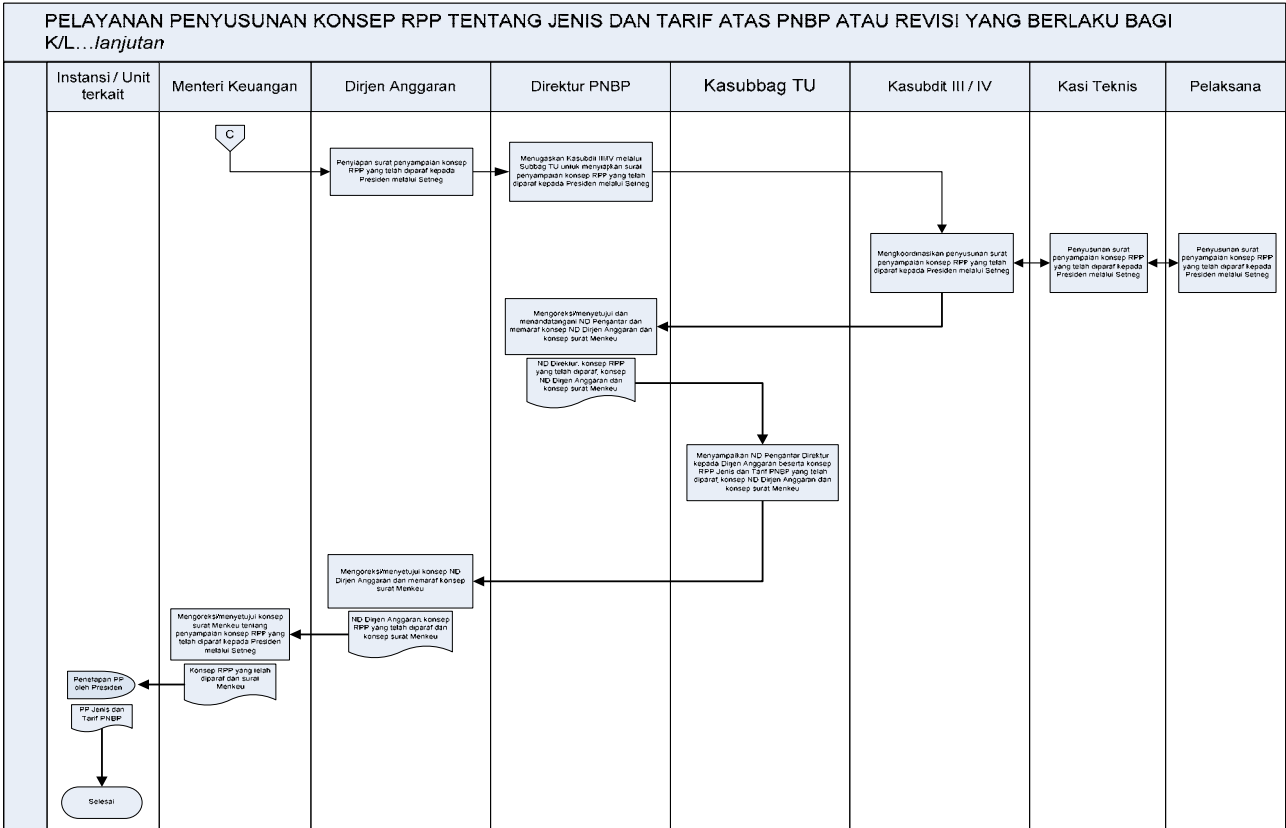 PELAYANAN PENYUSUNAN KONSEP RPP TENTANG JENIS DAN TARIF ATAS PNBP ATAU REVISI YANG BERLAKU BAGI
K/L...lanjutan
Instansi / Unit
terkait
Menteri Keuangan
Dirjen Anggaran
Direktur PNBP
Kasubbag TU
Kasubdit III / IV
Kasi Teknis
Pelaksana
C
Penyiapan surat penyampaian konsep
RPP yang telah diparaf kepada
Presiden melalui Setneg
Menugaskan Kasubdit III/IV melalui
Subbag TU untuk menyiapkan surat
penyampaian konsep RPP yang telah
diparaf kepada Presiden melalui Setneg
Mengkoordinasikan penyusunan surat
penyampaian konsep RPP yang telah
diparaf kepada Presiden melalui Setneg
Penyusunan surat
penyampaian konsep RPP
yang telah diparaf kepada
Presiden melalui Setneg
Penyusunan surat
penyampaian konsep RPP
yang telah diparaf kepada
Presiden melalui Setneg
Mengoreksi/menyetujui dan
menandatangani ND Pengantar dan
memaraf konsep ND Dirjen Anggaran dan
konsep surat Menkeu
ND Direktur, konsep RPP
yang telah diparaf, konsep
ND Dirjen Anggaran dan
konsep surat Menkeu
Menyampaikan ND Pengantar Direktur
kepada Dirjen Anggaran beserta konsep
RPP Jenis dan Tarif PNBP yang telah
diparaf, konsep ND Dirjen Anggaran dan
konsep surat Menkeu
Mengoreksi/menyetujui konsep ND
Dirjen Anggaran dan memaraf konsep
surat Menkeu
ND Dirjen Anggaran, konsep
RPP yang telah diparaf dan
konsep surat Menkeu
Mengoreksi/menyetujui konsep
surat Menkeu tentang
penyampaian konsep RPP yang
telah diparaf kepada Presiden
melalui Setneg
Konsep RPP yang telah
diparaf dan surat
Menkeu
Penetapan PP
oleh Presiden
PP Jenis dan
Tarif PNBP
Selesai